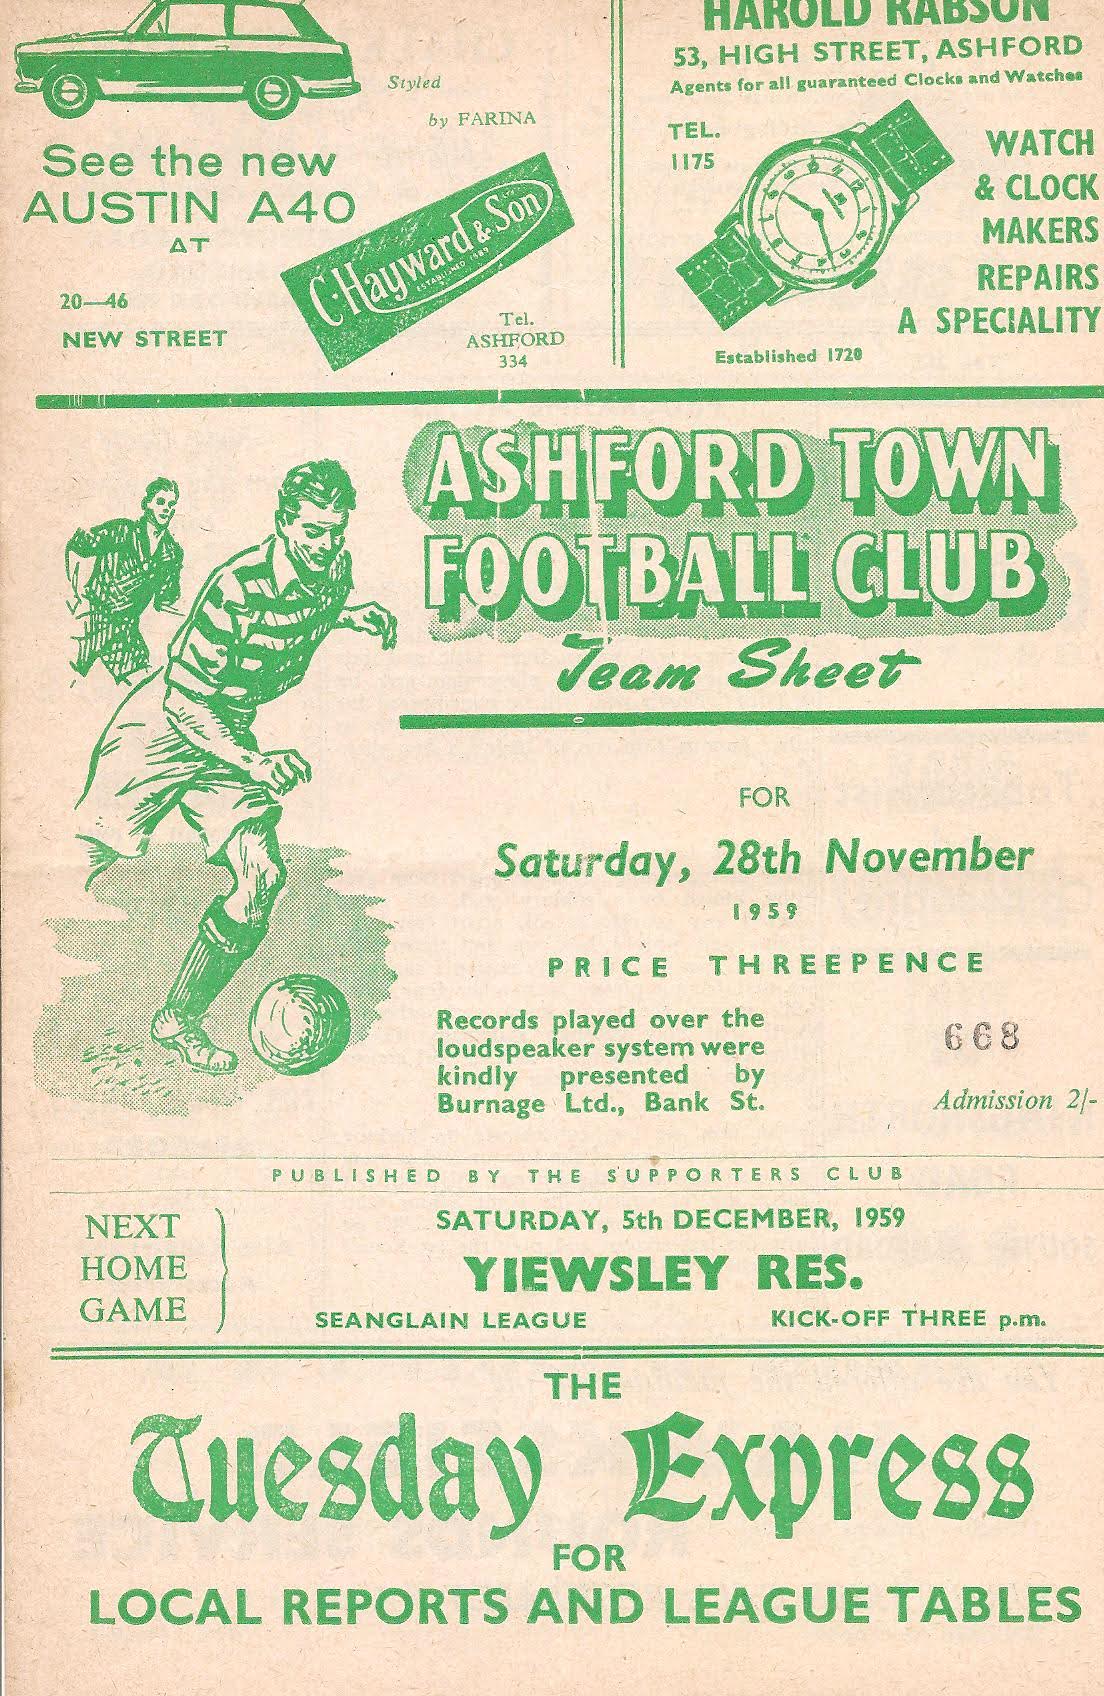 Styled
by FARINA
See the new
AUSTIN A40
AT
20—46
NEW STREET
C. Hayward & Son
ESTABLISHED 1889
Tel.
ASHFORD
334
HAROLD RABSON
53, HIGH STREET, ASHFORD
Agents for all guaranteed Clocks and Watches
TEL.
1175
WATCH
& CLOCK
MAKERS
REPAIRS
A SPECIALITY
Established 1720
ASHFORD TOWN
FOOTBALL CLUB
Team Sheet
FOR
Saturday, 28th November
1959
PRICE THREEPENCE
Records played over the
loudspeaker system were
kindly presented by
Burnage Ltd., Bank St.
668
Admission 2/-
PUBLISHED BY THE SUPPORTERS CLUB
NEXT
HOME
GAME
SATURDAY, 5th DECEMBER, 1959
YIEWSLEY RES.
SEANGLAIN LEAGUE
KICK-OFF THREE p.m.
THE
Tuesday Express
FOR
LOCAL REPORTS AND LEAGUE TABLES